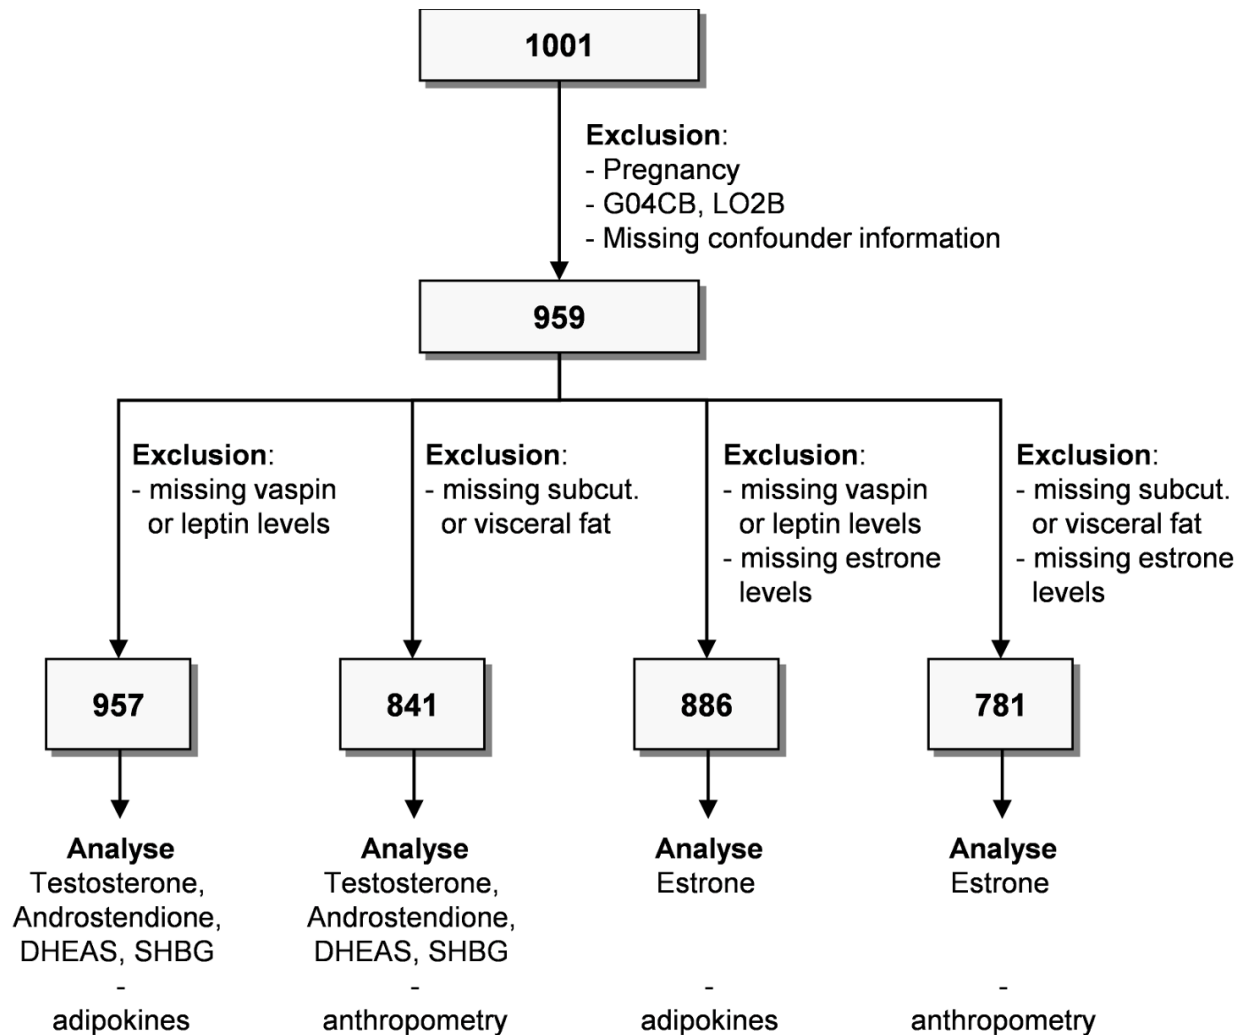 1001
Exclusion:
- Pregnancy
- G04CB, LO2B
- Missing confounder information
959
Exclusion:
- missing vaspin
or leptin levels
Exclusion:
- missing subcut.
or visceral fat
Exclusion:
- missing vaspin
or leptin levels
- missing estrone
levels
Exclusion:
- missing subcut.
or visceral fat
- missing estrone
levels
957
841
886
781
Analyse
Testosterone,
Androstendione,
DHEAS, SHBG
-
adipokines
Analyse
Testosterone,
Androstendione,
DHEAS, SHBG
-
anthropometry
Analyse
Estrone
-
adipokines
Analyse
Estrone
-
anthropometry